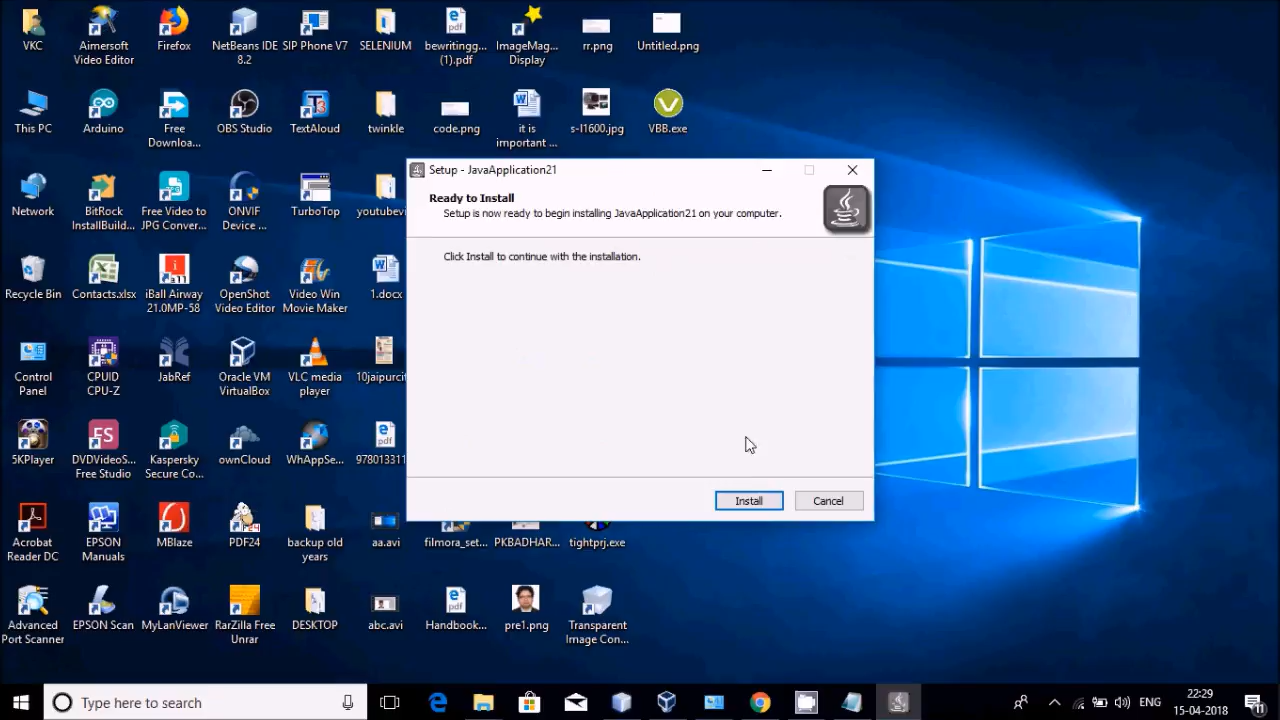 VKC
Aimersoft
Video Editor
Firefox
NetBeans IDE
8.2
SIP Phone V7
SELENIUM
bewritingg...
(1).pdf
ImageMag...
Display
rr.png
Untitled.png
This PC
Arduino
Free
Downloa...
OBS Studio
TextAloud
twinkle
code.png
it is
important ...
s-l1600.jpg
VBB.exe
Network
BitRock
InstallBuild...
Free Video to
JPG Conver...
ONVIF
Device ...
TurboTop
youtubevi
Recycle Bin
Contacts.xlsx
iBall Airway
21.0MP-58
OpenShot
Video Editor
Video Win
Movie Maker
1.docx
Control
Panel
CPUID
CPU-Z
JabRef
Oracle VM
VirtualBox
VLC media
player
10jaipurcit
5KPlayer
DVDVideoS...
Free Studio
Kaspersky
Secure Co...
ownCloud
WhAppSe...
978013311
Acrobat
Reader DC
EPSON
Manuals
MBlaze
PDF24
backup old
years
aa.avi
filmora_set...
PKBADHAR...
tightprj.exe
Advanced
Port Scanner
EPSON Scan
MyLanViewer
RarZilla Free
Unrar
DESKTOP
abc.avi
Handbook...
pre1.png
Transparent
Image Con...
Setup - JavaApplication21
Ready to Install
Setup is now ready to begin installing JavaApplication21 on your computer.
Click Install to continue with the installation.
Install
Cancel
Type here to search
ENG
22:29
15-04-2018
11